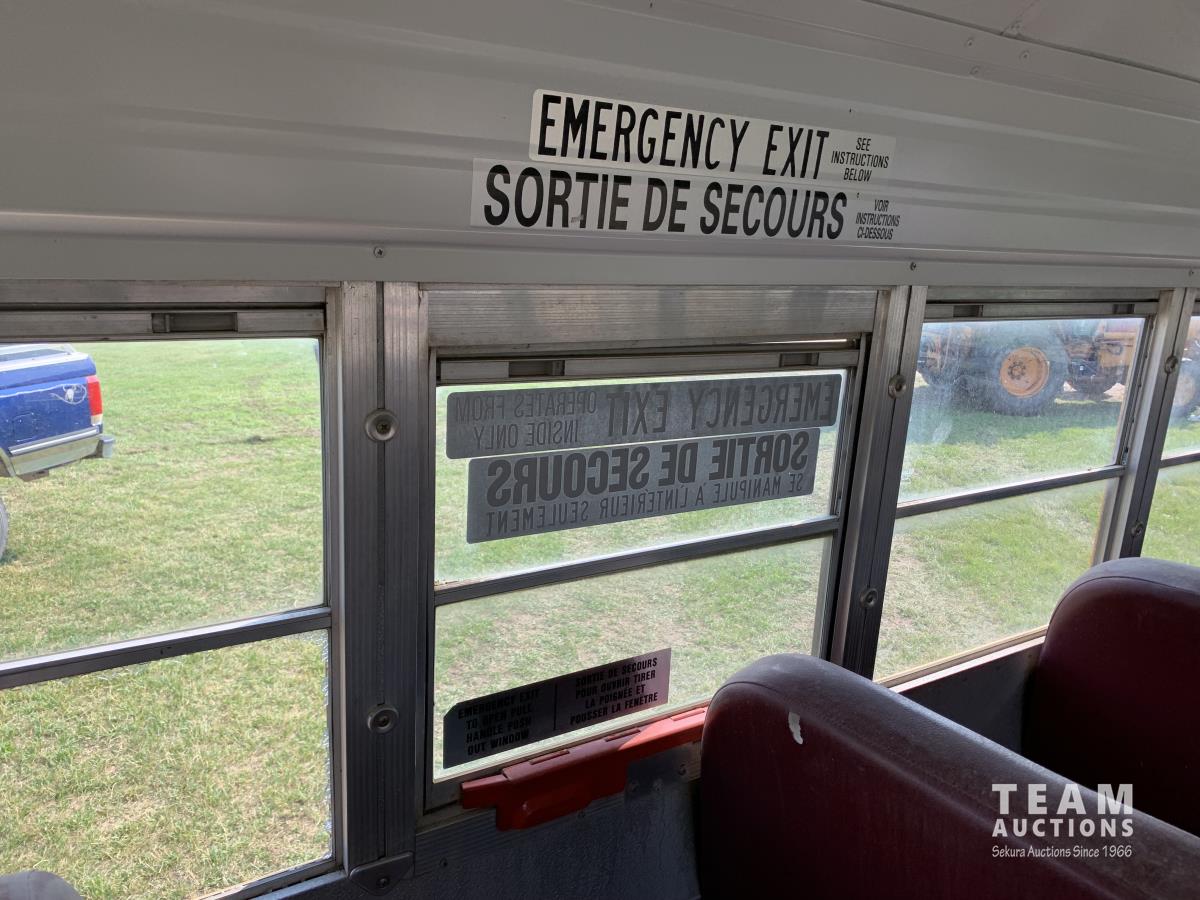 EMERGENCY EXIT SEE INSTRUCTIONS BELOW
SORTIE DE SECOURS VOIR INSTRUCTIONS CI-DESSOUS
EMERGENCY EXIT OPERATES FROM INSIDE ONLY
SORTIE DE SECOURS
SE MANIPULE À L'INTÉRIEUR SEULEMENT
EMERGENCY EXIT
TO OPEN PULL
HANDLE PUSH
OUT WINDOW
SORTIE DE SECOURS
POUR OUVRIR TIRER
LA POIGNÉE ET
POUSSER LA FENÊTRE
TEAM
AUCTIONS
Sekura Auctions Since 1966